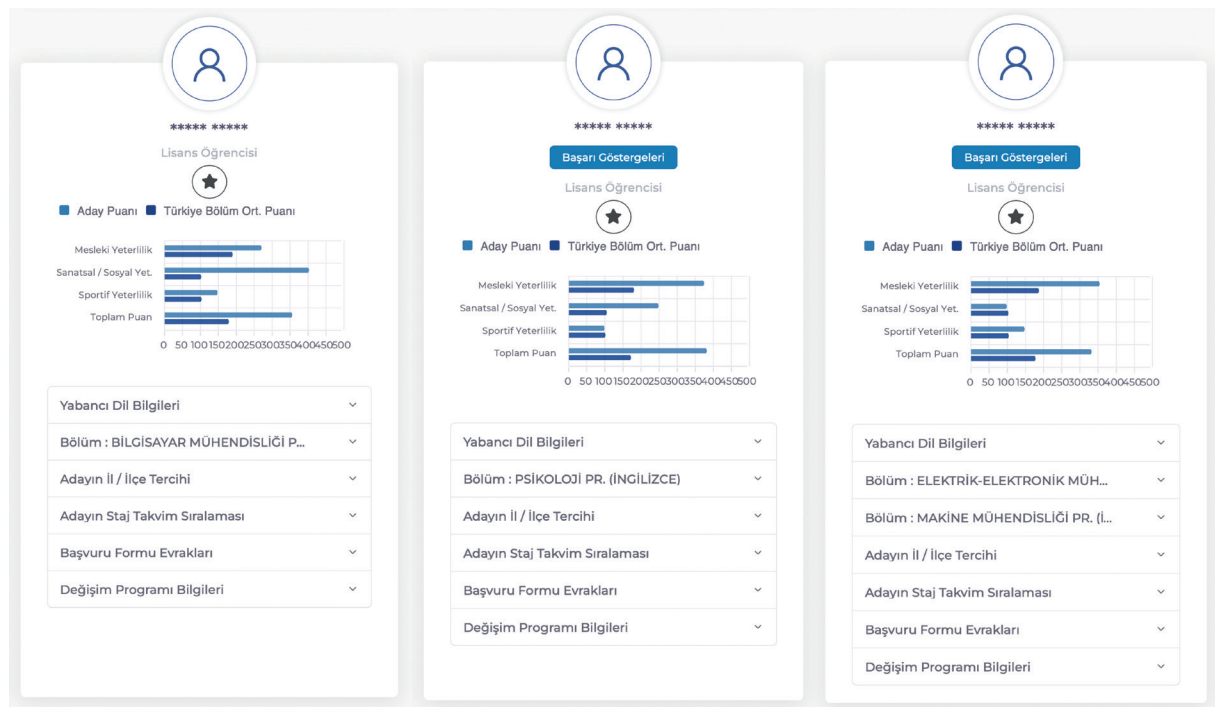 ***** *****
Lisans Öğrencisi
Aday Puanı Türkiye Bölüm Ort. Puanı
Mesleki Yeterlilik
Sanatsal / Sosyal Yet.
Sportif Yeterlilik
Toplam Puan
0 50 100 150 200 250 300 350 400 450 500
Yabancı Dil Bilgileri
Bölüm : BİLGİSAYAR MÜHENDİSLİĞİ P...
Adayın İl / İlçe Tercihi
Adayın Staj Takvim Sıralaması
Başvuru Formu Evrakları
Değişim Programı Bilgileri
***** *****
Başarı Göstergeleri
Lisans Öğrencisi
Aday Puanı Türkiye Bölüm Ort. Puanı
Mesleki Yeterlilik
Sanatsal / Sosyal Yet.
Sportif Yeterlilik
Toplam Puan
0 50 100 150 200 250 300 350 400 450 500
Yabancı Dil Bilgileri
Bölüm : PSİKOLOJİ PR. (İNGİLİZCE)
Adayın İl / İlçe Tercihi
Adayın Staj Takvim Sıralaması
Başvuru Formu Evrakları
Değişim Programı Bilgileri
***** *****
Başarı Göstergeleri
Lisans Öğrencisi
Aday Puanı Türkiye Bölüm Ort. Puanı
Mesleki Yeterlilik
Sanatsal / Sosyal Yet.
Sportif Yeterlilik
Toplam Puan
0 50 100 150 200 250 300 350 400 450 500
Yabancı Dil Bilgileri
Bölüm : ELEKTRİK-ELEKTRONİK MÜH...
Bölüm : MAKİNE MÜHENDİSLİĞİ PR. (İ...
Adayın İl / İlçe Tercihi
Adayın Staj Takvim Sıralaması
Başvuru Formu Evrakları
Değişim Programı Bilgileri